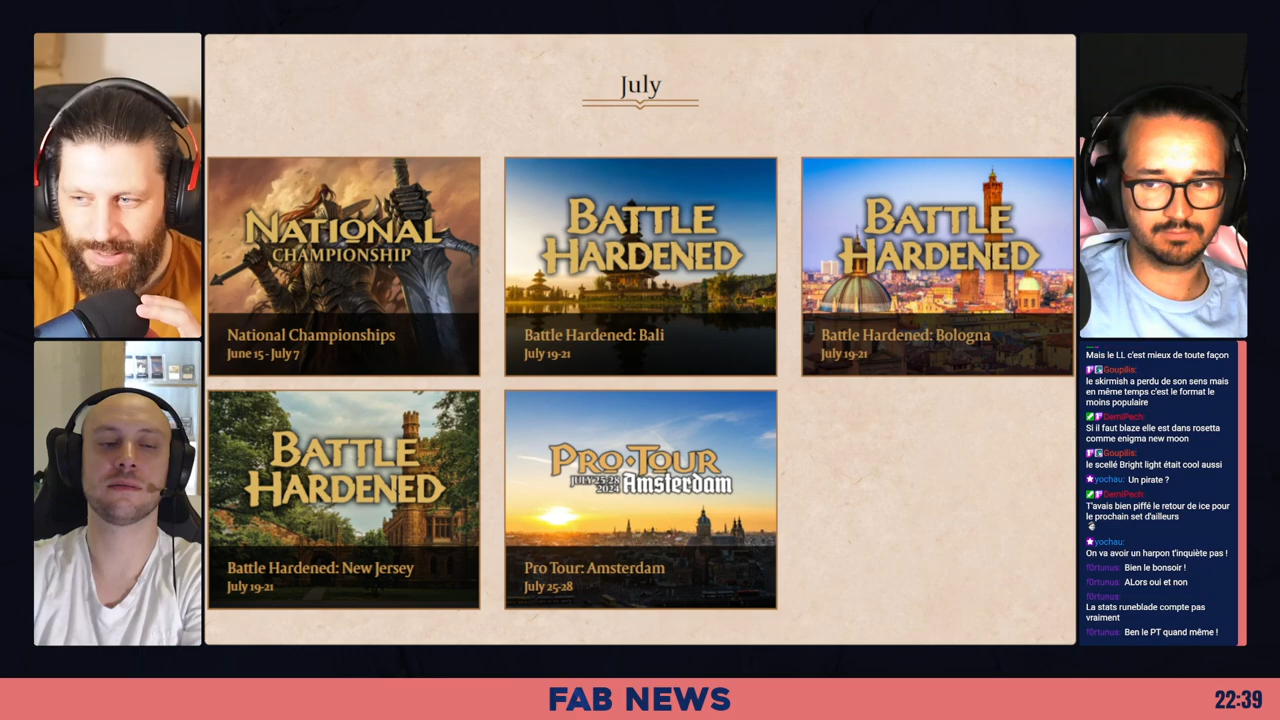 July
NATIONAL
CHAMPIONSHIP
National Championships
June 15 - July 7
BATTLE
HARDENED
Battle Hardened: Bali
July 19-21
BATTLE
HARDENED
Battle Hardened: Bologna
July 19-21
BATTLE
HARDENED
Battle Hardened: New Jersey
July 19-21
PRO•TOUR
JULY 25-28
2024
Amsterdam
Pro Tour: Amsterdam
July 25-28
Mais le LL c'est mieux de toute façon
Goupilis:
le skirmish a perdu de son sens mais
en même temps c'est le format le
moins populaire
DemiPech:
Si il faut blaze elle est dans rosetta
comme enigma new moon
Goupilis:
le scellé Bright light était cool aussi
yochau: Un pirate ?
DemiPech:
T'avais bien piffé le retour de ice pour
le prochain set d'ailleurs
yochau:
On va avoir un harpon t'inquiète pas !
f0rtunus: Bien le bonsoir !
f0rtunus: ALors oui et non
f0rtunus:
La stats runeblade compte pas
vraiment
f0rtunus: Ben le PT quand même !
FAB NEWS
22:39